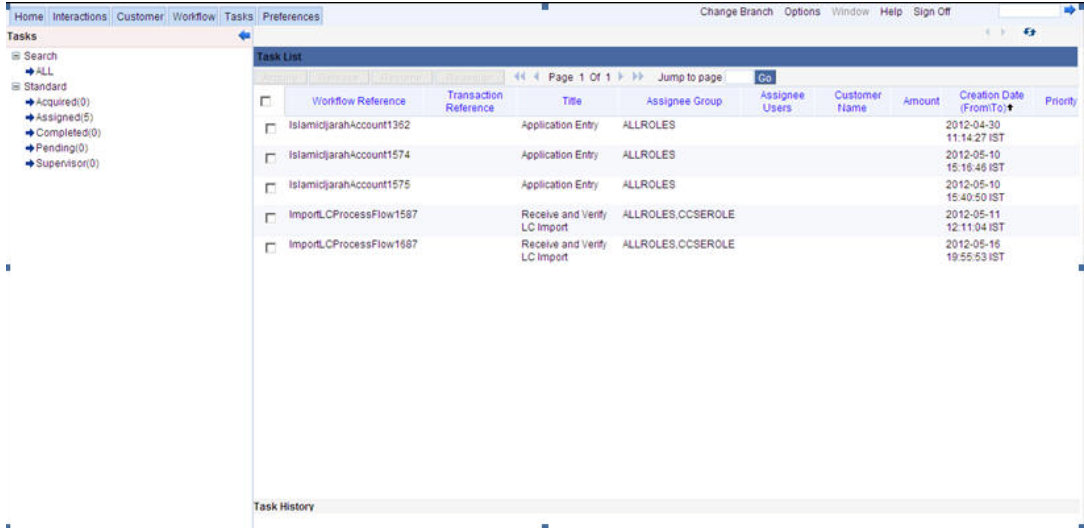 Home Interactions Customer Workflow Tasks Preferences
Change Branch Options Window Help Sign Off
Tasks
Search
ALL
Standard
Acquired(0)
Assigned(5)
Completed(0)
Pending(0)
Supervisor(0)
Task List
Page 1 Of 1 Jump to page Go
Workflow Reference Transaction Reference Title Assignee Group Assignee Users Customer Name Amount Creation Date (From\To) Priority
IslamicIjarahAccount1362 Application Entry ALLROLES 2012-04-30
11:14:27 IST
IslamicIjarahAccount1574 Application Entry ALLROLES 2012-05-10
15:16:46 IST
IslamicIjarahAccount1575 Application Entry ALLROLES 2012-05-10
15:40:50 IST
ImportLCProcessFlow1587 Receive and Verify ALLROLES,CCSEROLE 2012-05-11
LC Import 12:11:04 IST
ImportLCProcessFlow1687 Receive and Verify ALLROLES,CCSEROLE 2012-05-16
LC Import 19:55:53 IST
Task History